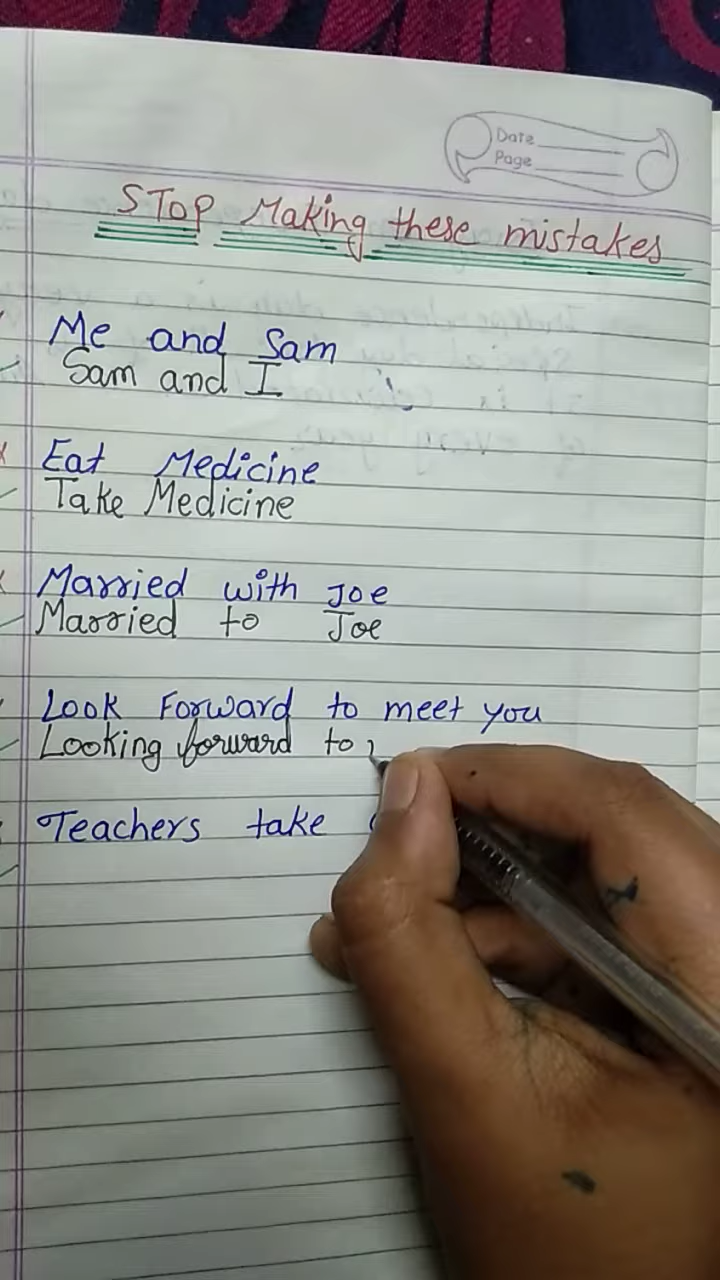 Date
Page
STOP Making these mistakes
Me and Sam
Sam and I
Eat Medicine
Take Medicine
Married with Joe
Married to Joe
Look Forward to meet you
Looking forward to
Teachers take